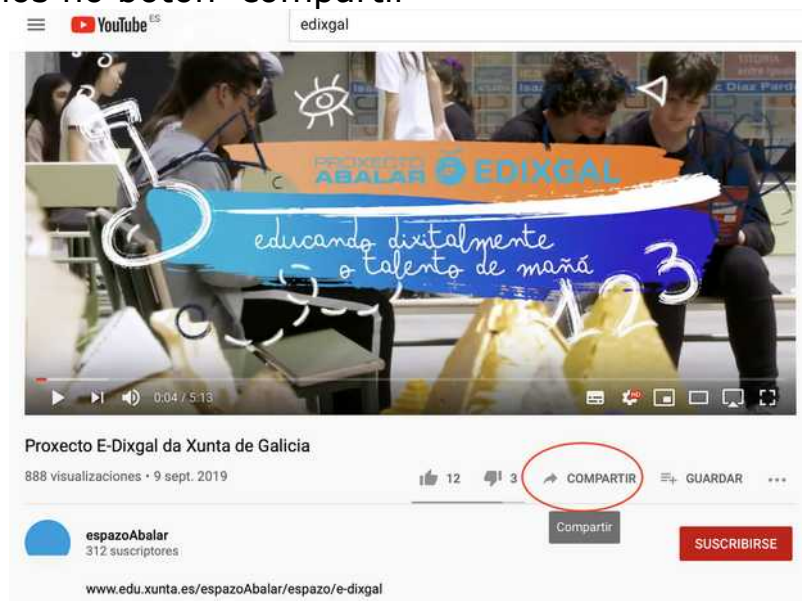 YouTube ES
edixgal
PROXECTO
ABALAR EDIXGAL
educando dixitalmente
o talento de mañá
123
0:04 / 5:13
HD
Proxecto E-Dixgal da Xunta de Galicia
888 visualizaciones • 9 sept. 2019
12
3
COMPARTIR
GUARDAR
Compartir
espazoAbalar
312 suscriptores
SUSCRIBIRSE
www.edu.xunta.es/espazoAbalar/espazo/e-dixgal